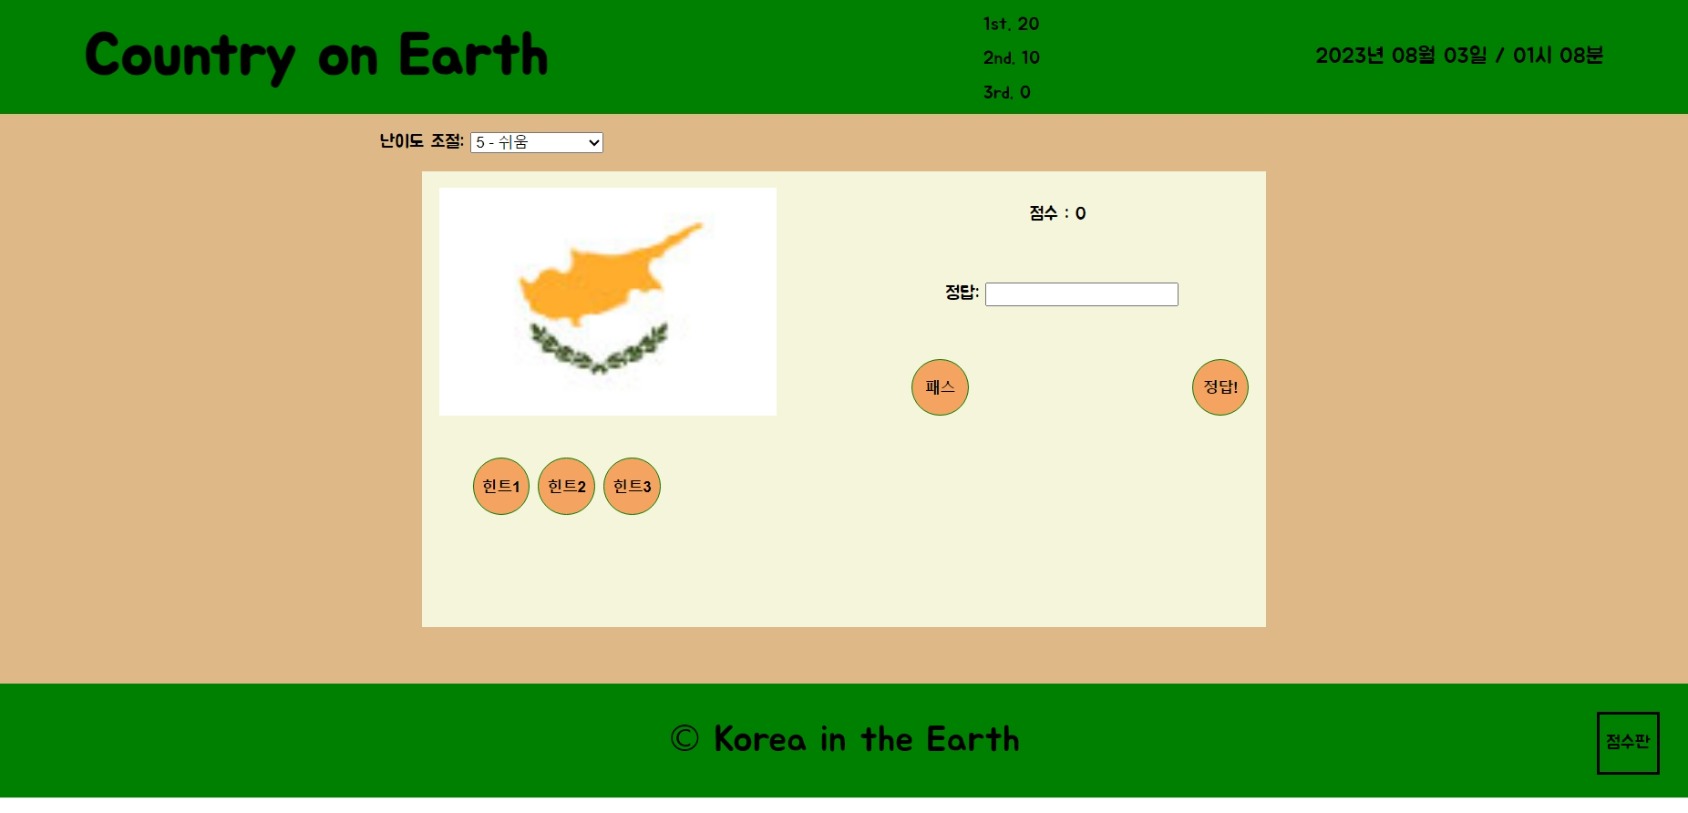 Country on Earth
1st. 20
2nd. 10
3rd. 0
2023년 08월 03일 / 01시 08분
난이도 조절: 5 - 쉬움
점수 : 0
정답:
패스
정답!
힌트1 힌트2 힌트3
© Korea in the Earth
점수판